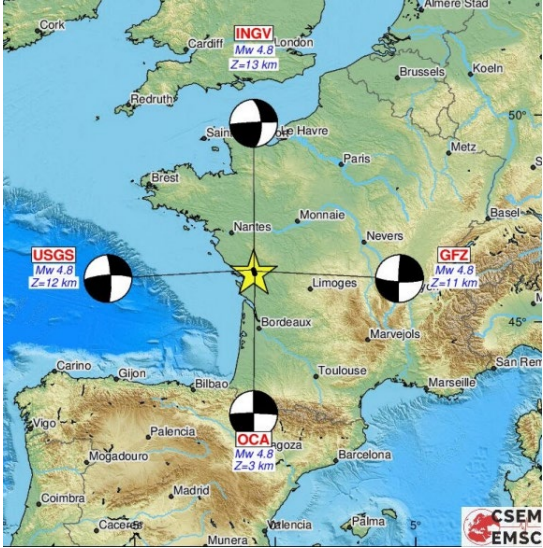 Almere Stad
Cork
INGV
Cardiff
London
Mw 4.8
Z=13 km
Koeln
Brussels
Redruth
50°
Le Havre
Metz
Paris
Brest
Monnaie
Basel
Nantes
Nevers
USGS
Mw 4.8
Z=12 km
GFZ
Mw 4.8
Z=11 km
Limoges
Bordeaux
45°
Marvejols
San Rem
Carino
Gijon
Toulouse
Bilbao
Marseille
Vigo
Palencia
OCA
Mw 4.8
Z=3 km
Mogadouro
Barcelona
Madrid
Coimbra
Palma
5°
Munera
CSEM
EMSC